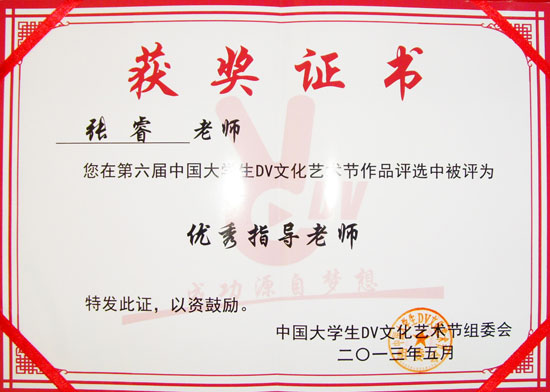 获奖证书
张睿 老师
您在第六届中国大学生DV文化艺术节作品评选中被评为
DV
优秀指导老师
成功源自梦想
特发此证，以资鼓励。
中国大学生DV文化艺术节组委会
二〇一三年五月